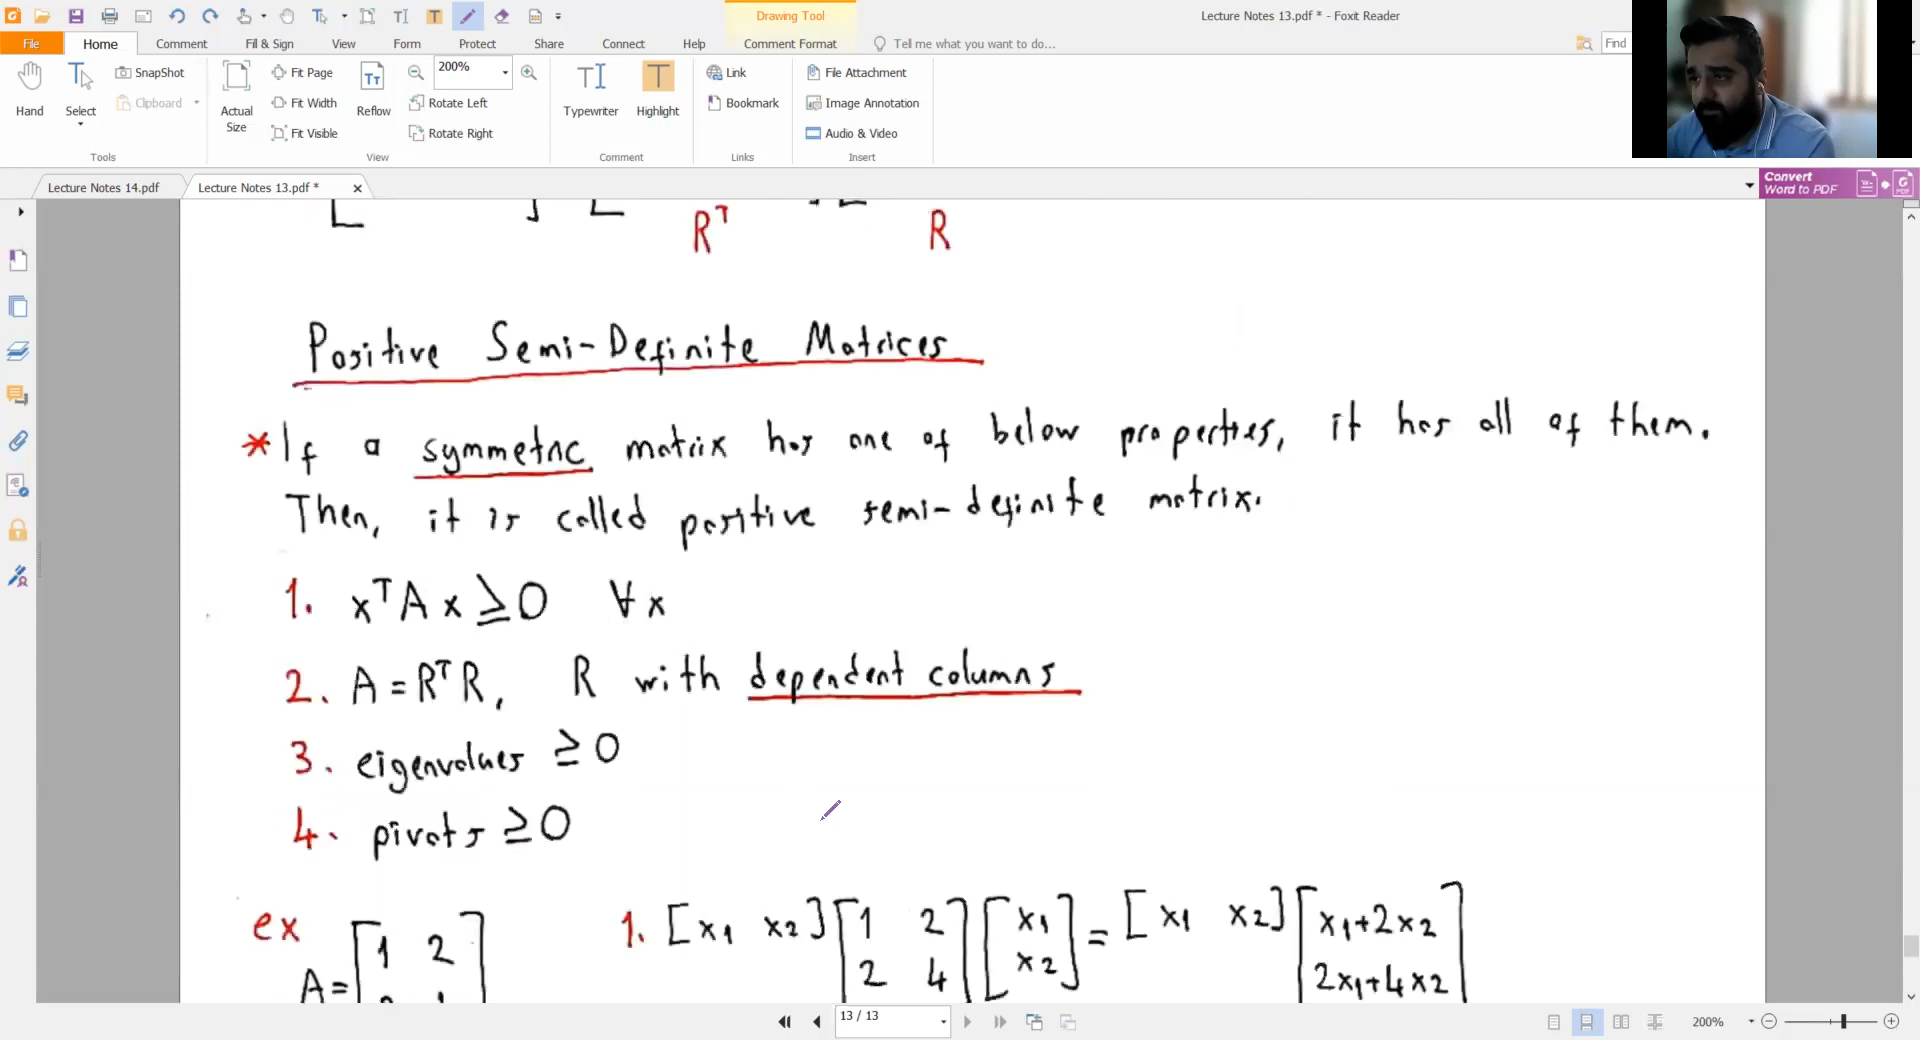 Lecture Notes 13.pdf * - Foxit Reader
Drawing Tool
File Home Comment Fill & Sign View Form Protect Share Connect Help Comment Format Tell me what you want to do... Find
Hand
Select
SnapShot
Clipboard
Tools
Actual Size
Fit Page
Fit Width
Fit Visible
Reflow
200%
Rotate Left
Rotate Right
View
Typewriter
Highlight
Comment
Link
Bookmark
Links
File Attachment
Image Annotation
Audio & Video
Insert
Lecture Notes 14.pdf
Lecture Notes 13.pdf *
Convert
Word to PDF
Rᵀ R
Positive Semi-Definite Matrices
*If a symmetric matrix has one of below properties, it has all of them.
Then, it is called positive semi-definite matrix.
1. xᵀAx ≥ 0 ∀x
2. A = RᵀR, R with dependent columns
3. eigenvalues ≥ 0
4. pivots ≥ 0
ex A = [1 2
1. [x1 x2] [1 2 [x1 = [x1 x2] [x1+2x2
2 4] x2] 2x1+4x2]
13 / 13
200%